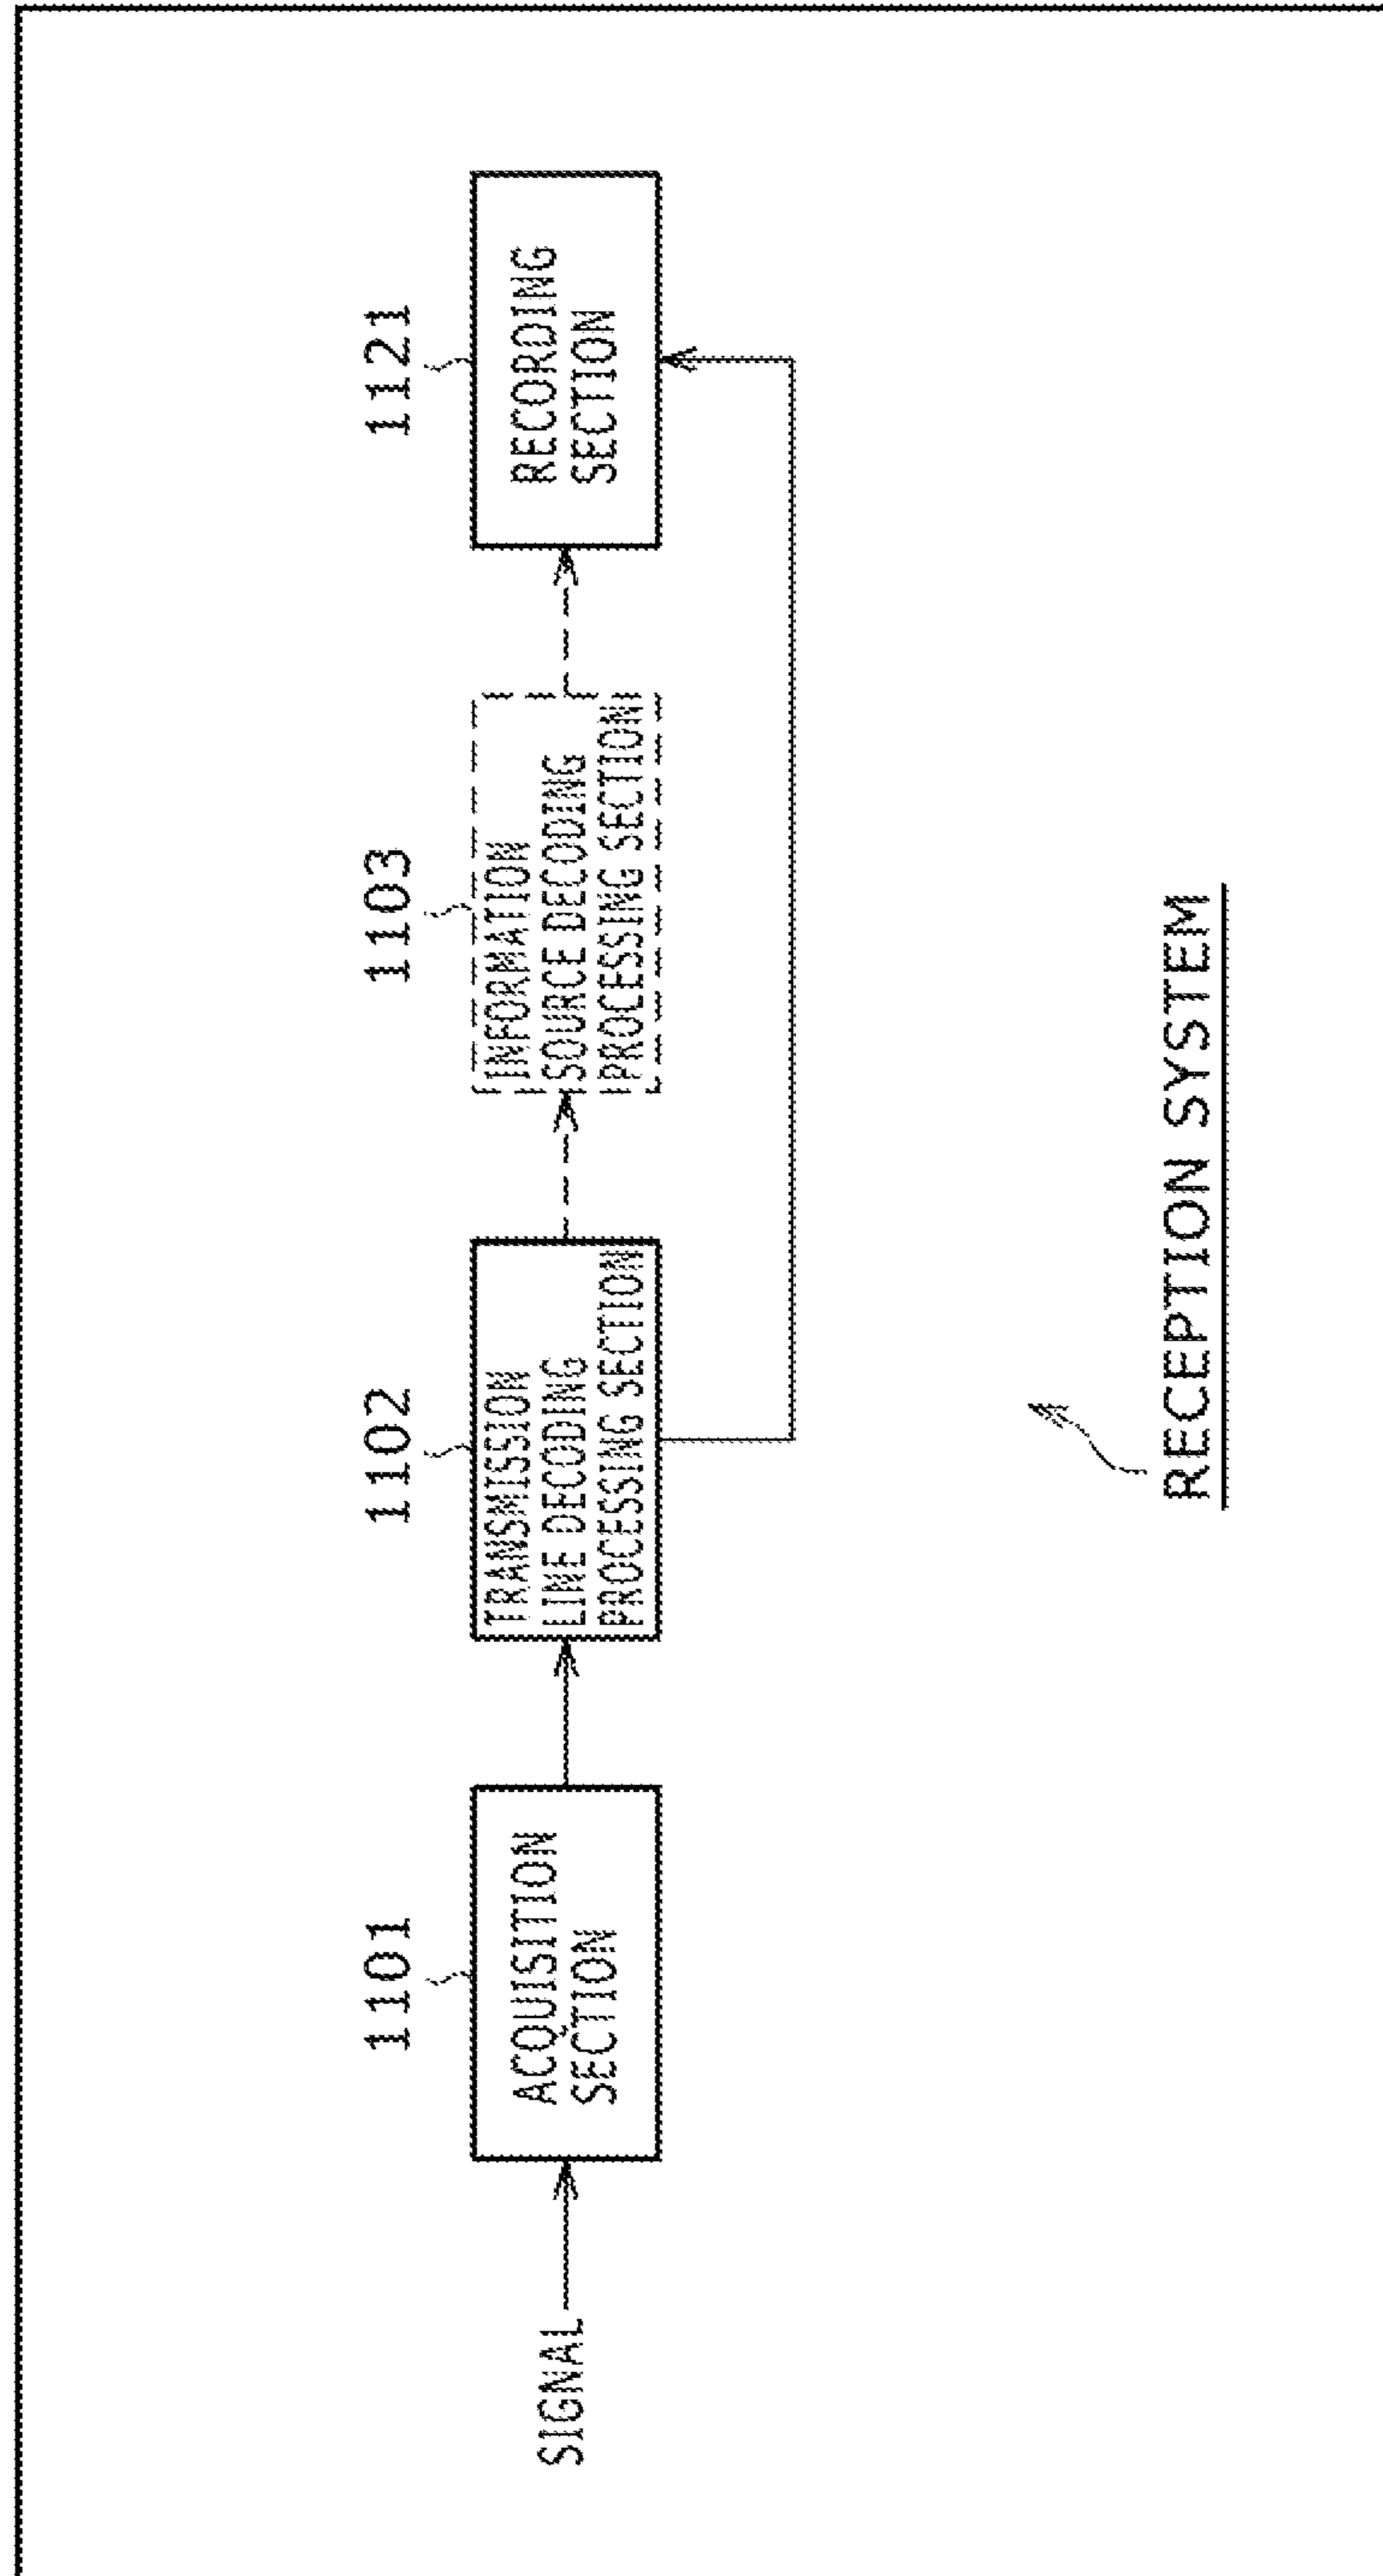 SIGNAL
1101
ACQUISITION
SECTION
1102
TRANSMISSION
LINE DECODING
PROCESSING SECTION
1103
INFORMATION
SOURCE DECODING
PROCESSING SECTION
1121
RECORDING
SECTION
RECEPTION SYSTEM